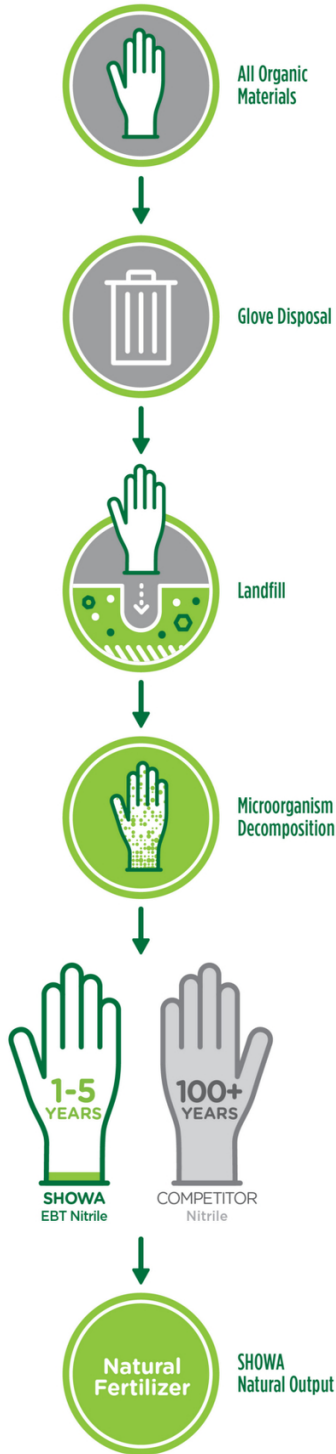 All Organic
Materials
Glove Disposal
Landfill
Microorganism
Decomposition
1-5
YEARS
SHOWA
EBT Nitrile
100+
YEARS
COMPETITOR
Nitrile
Natural
Fertilizer
SHOWA
Natural Output